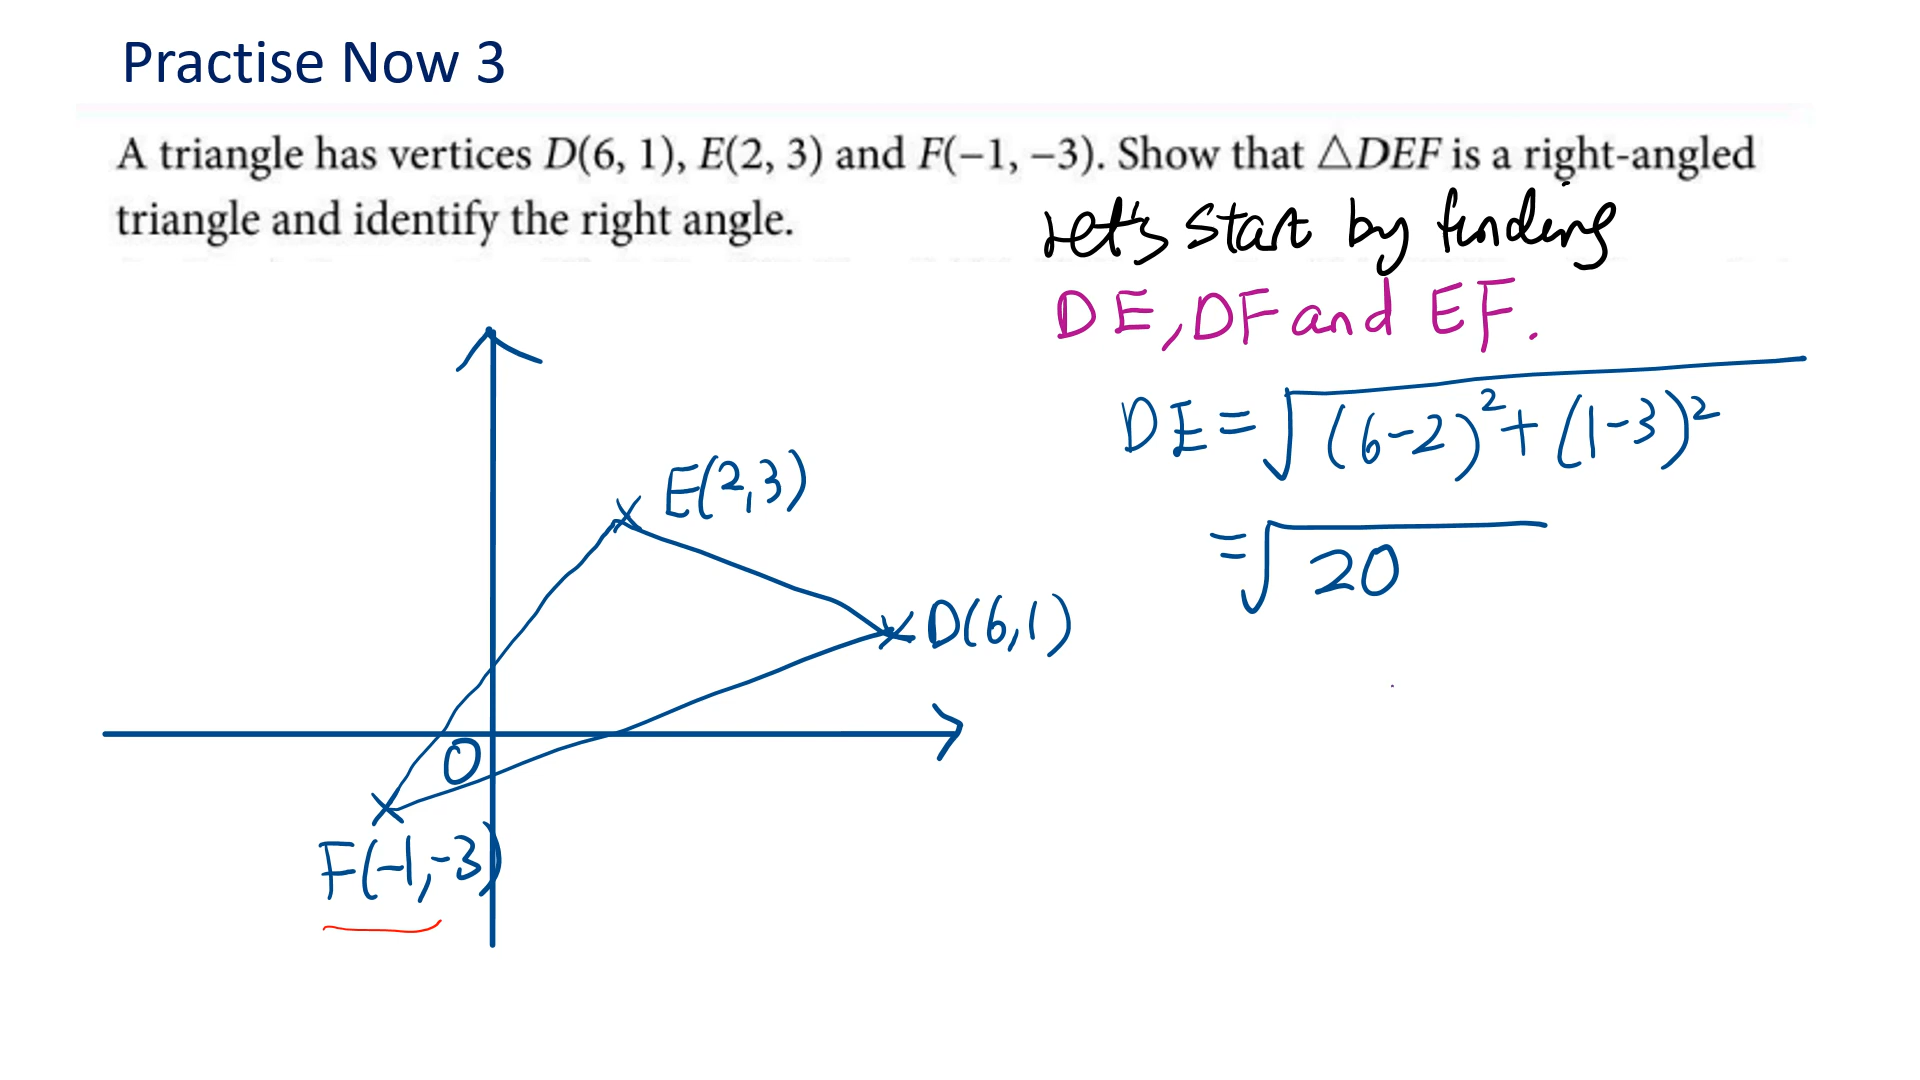 Practise Now 3
A triangle has vertices D(6, 1), E(2, 3) and F(−1, −3). Show that △DEF is a right-angled
triangle and identify the right angle.
Let's start by finding
DE, DF and EF.
DE = √(6-2)² + (1-3)²
= √20
E(2,3)
D(6,1)
O
F(-1,-3)